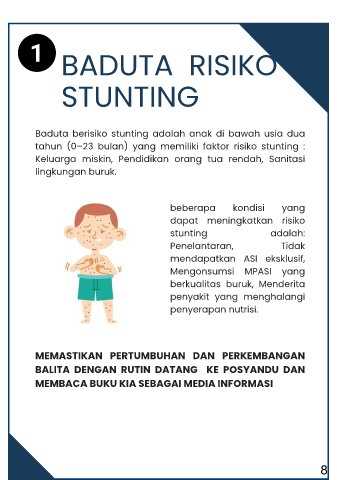 1
BADUTA RISIKO
STUNTING
Baduta berisiko stunting adalah anak di bawah usia dua
tahun (0–23 bulan) yang memiliki faktor risiko stunting :
Keluarga miskin, Pendidikan orang tua rendah, Sanitasi
lingkungan buruk.
beberapa kondisi yang
dapat meningkatkan risiko
stunting adalah:
Penelantaran, Tidak
mendapatkan ASI eksklusif,
Mengonsumsi MPASI yang
berkualitas buruk, Menderita
penyakit yang menghalangi
penyerapan nutrisi.
MEMASTIKAN PERTUMBUHAN DAN PERKEMBANGAN
BALITA DENGAN RUTIN DATANG KE POSYANDU DAN
MEMBACA BUKU KIA SEBAGAI MEDIA INFORMASI
8